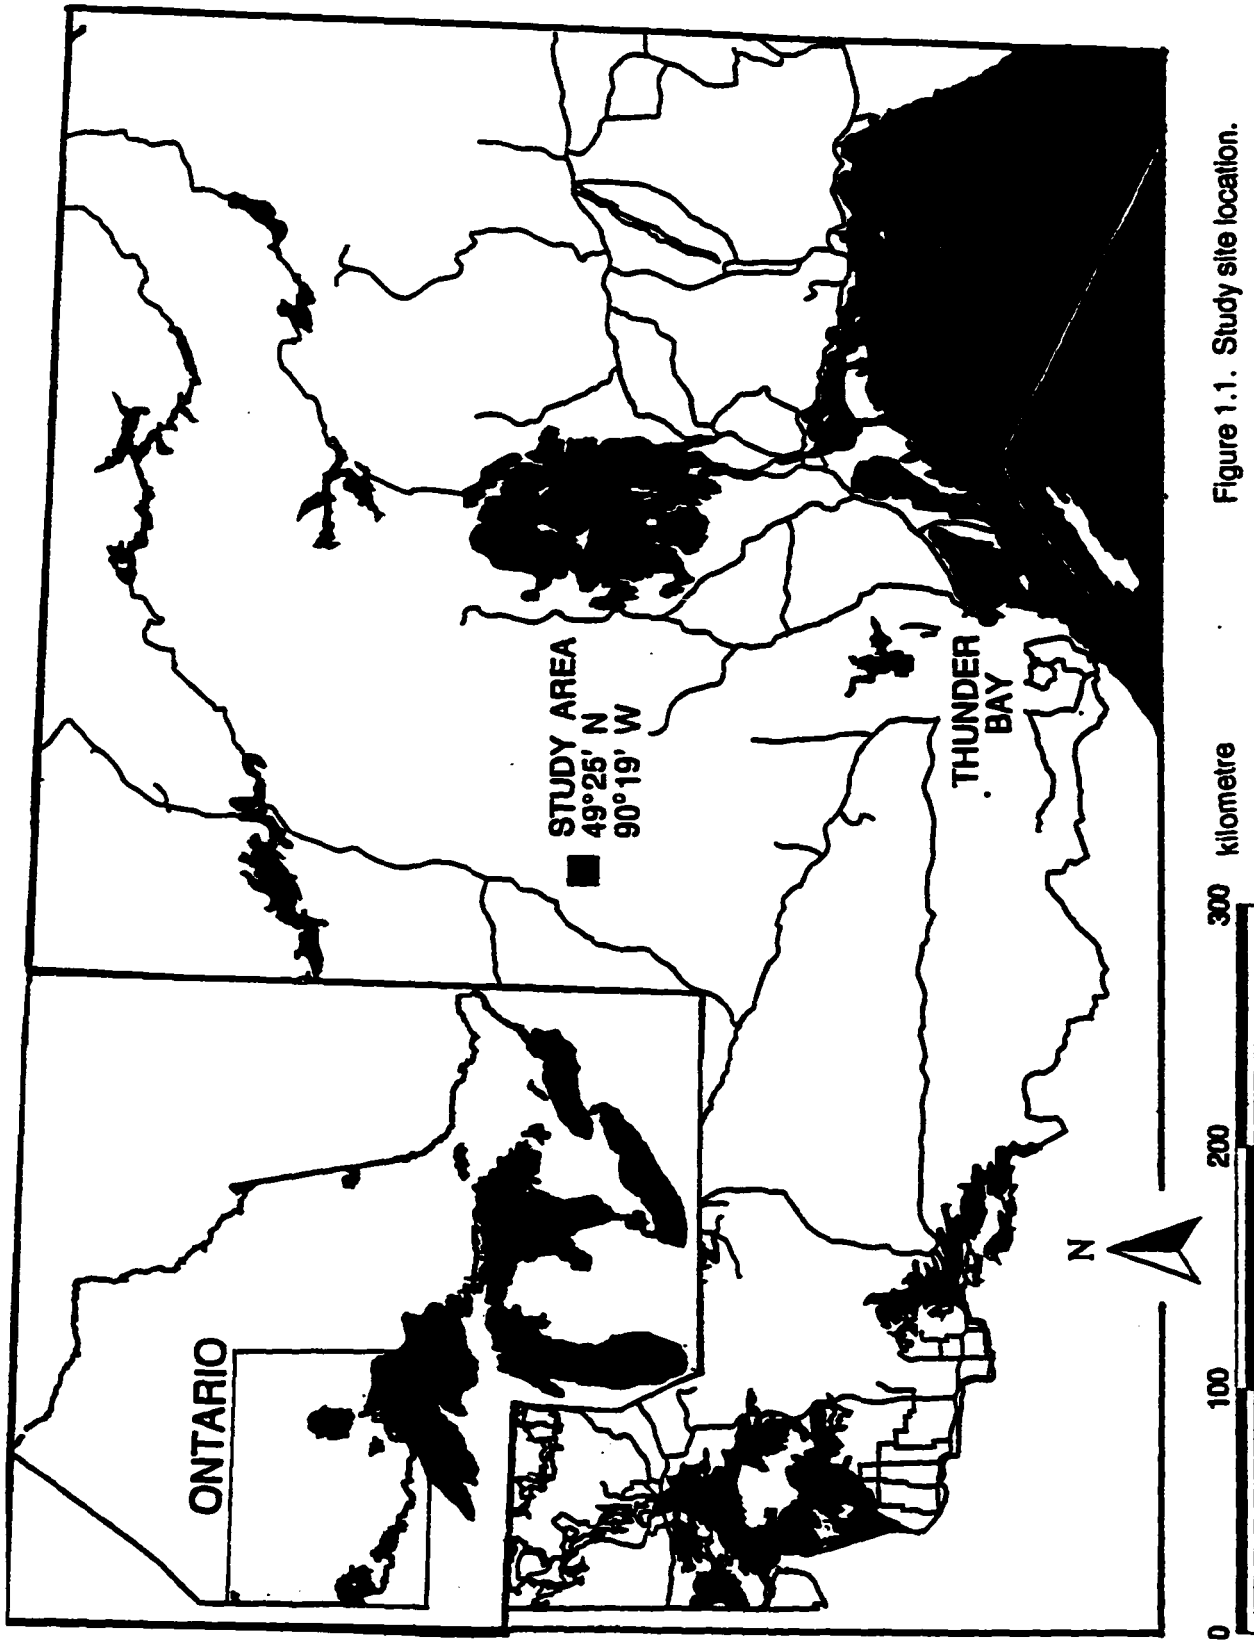 ONTARIO
STUDY AREA
49°25' N
90°19' W
THUNDER
BAY
N
0 100 200 300 kilometre
Figure 1.1. Study site location.